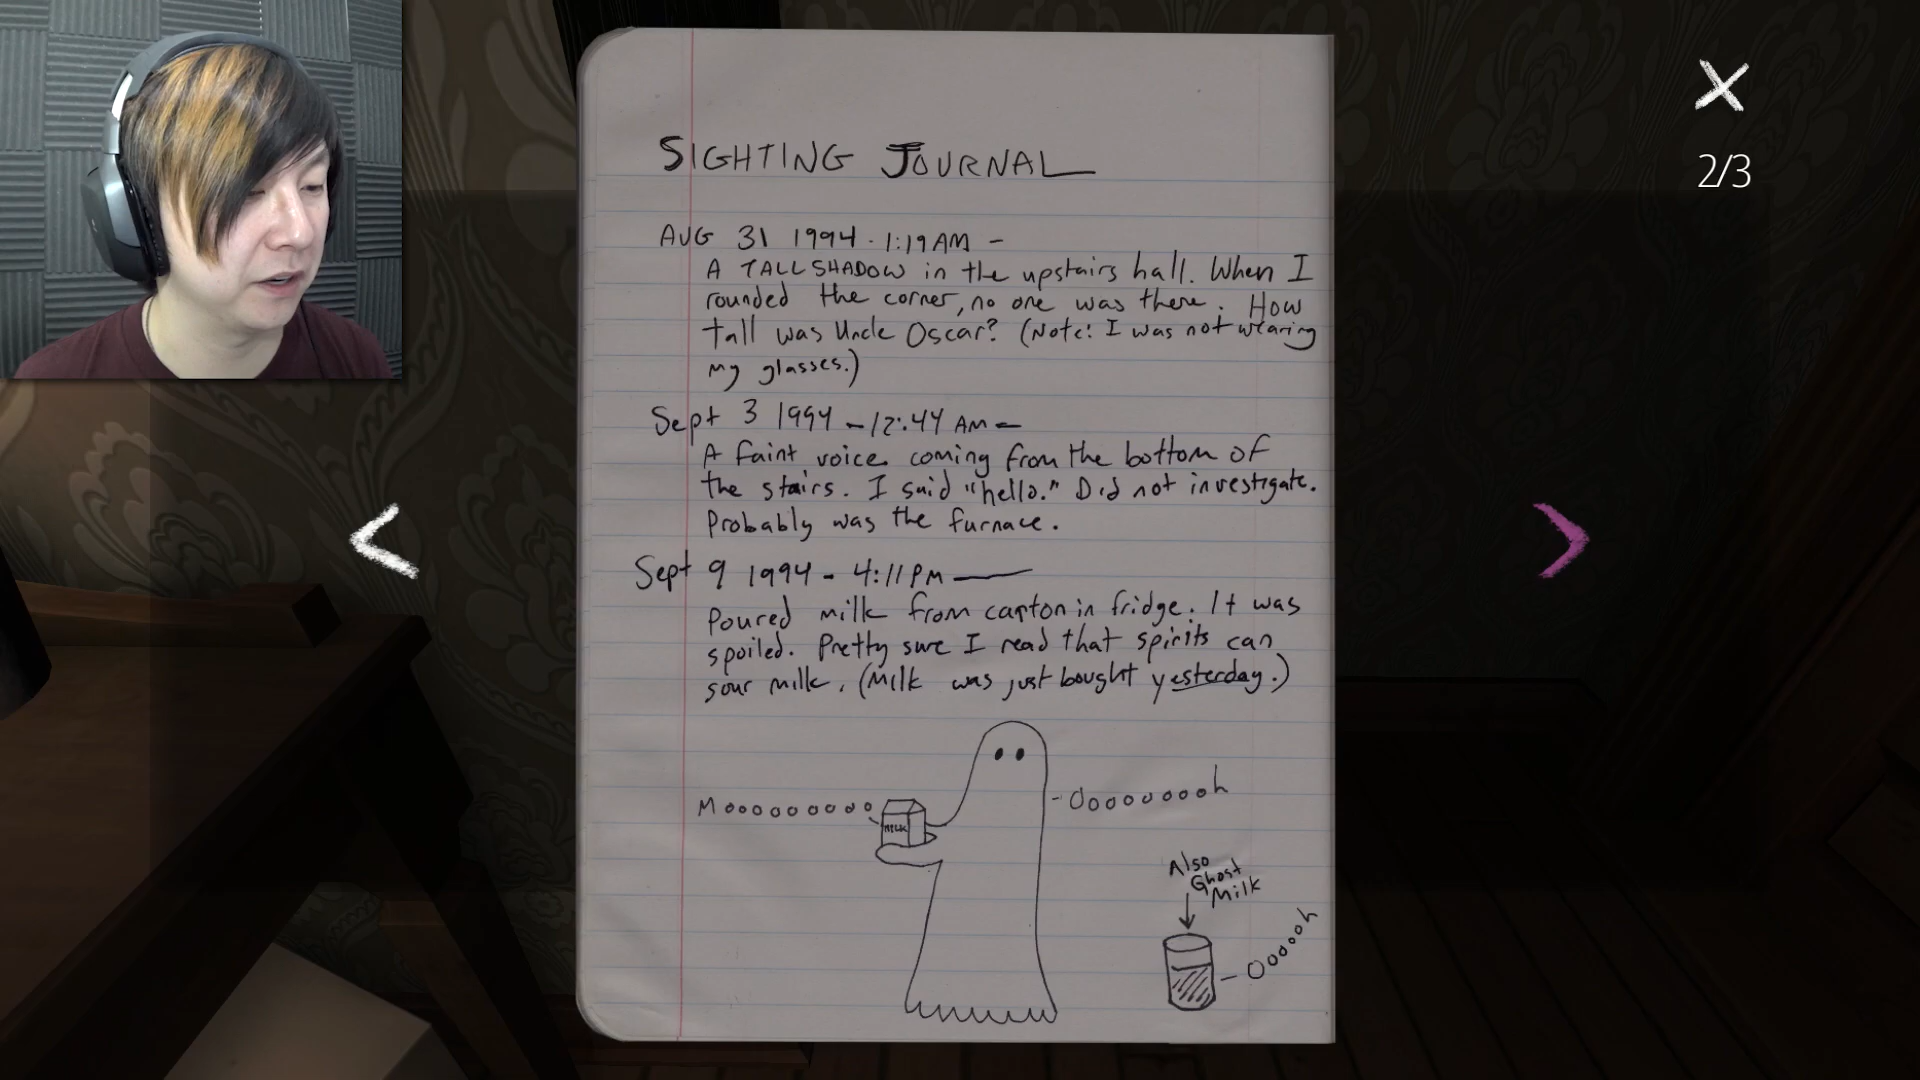 SIGHTING JOURNAL
2/3
AUG 31 1994 - 1:19 AM -
A TALL SHADOW in the upstairs hall. When I
rounded the corner, no one was there. How
tall was Uncle Oscar? (Note: I was not wearing
my glasses.)
Sept 3 1994 - 12:44 AM -
A faint voice coming from the bottom of
the stairs. I said "hello." Did not investigate.
Probably was the furnace.
Sept 9 1994 - 4:11 PM -
Poured milk from carton in fridge. It was
spoiled. Pretty sure I read that spirits can
sour milk. (Milk was just bought yesterday.)
Mooooooooo
MILK
- Ooooooooh
Also
Ghost
Milk
- Ooooooh